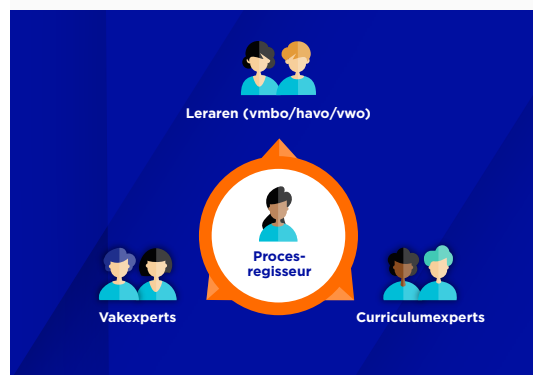 Leraren (vmbo/havo/vwo)
Proces-
regisseur
Vakexperts
Curriculumexperts